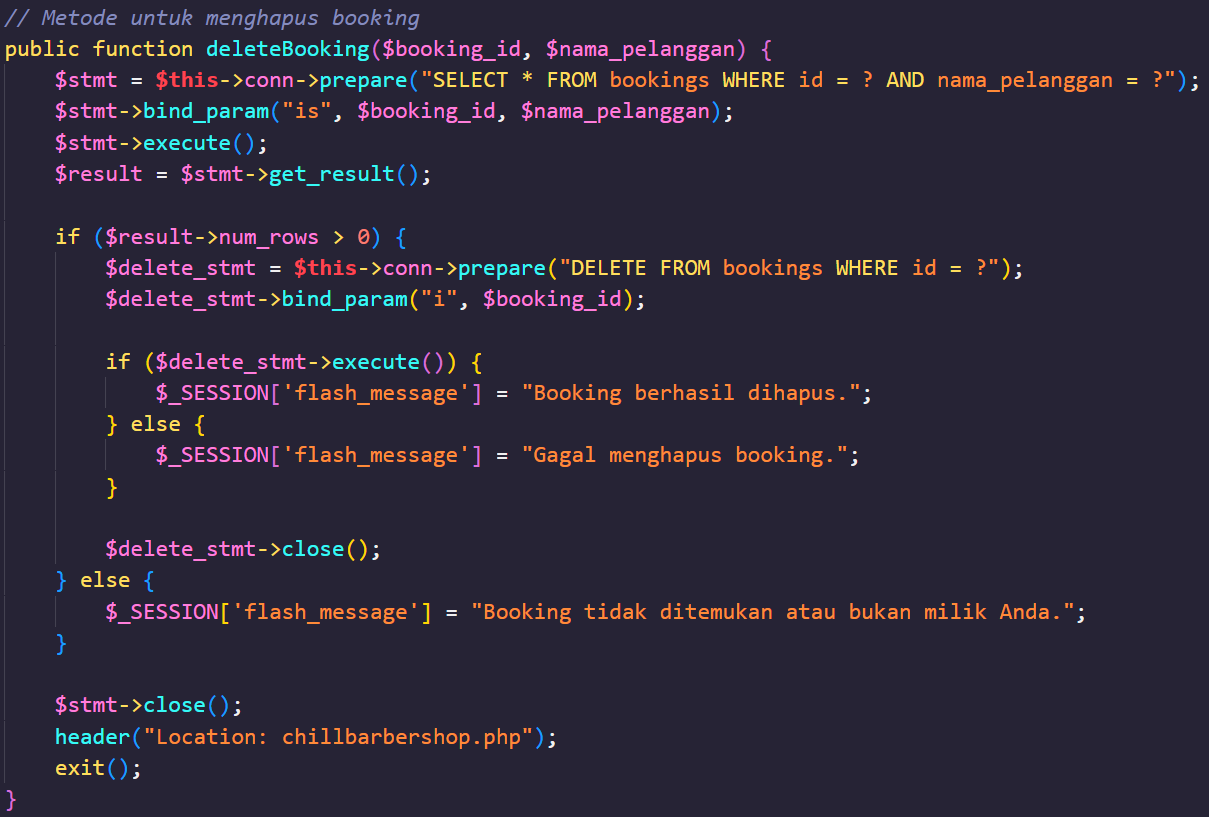 // Metode untuk menghapus booking
public function deleteBooking($booking_id, $nama_pelanggan) {
    $stmt = $this->conn->prepare("SELECT * FROM bookings WHERE id = ? AND nama_pelanggan = ?");
    $stmt->bind_param("is", $booking_id, $nama_pelanggan);
    $stmt->execute();
    $result = $stmt->get_result();

    if ($result->num_rows > 0) {
        $delete_stmt = $this->conn->prepare("DELETE FROM bookings WHERE id = ?");
        $delete_stmt->bind_param("i", $booking_id);

        if ($delete_stmt->execute()) {
            $_SESSION['flash_message'] = "Booking berhasil dihapus.";
        } else {
            $_SESSION['flash_message'] = "Gagal menghapus booking.";
        }

        $delete_stmt->close();
    } else {
        $_SESSION['flash_message'] = "Booking tidak ditemukan atau bukan milik Anda.";
    }

    $stmt->close();
    header("Location: chillbarbershop.php");
    exit();
}